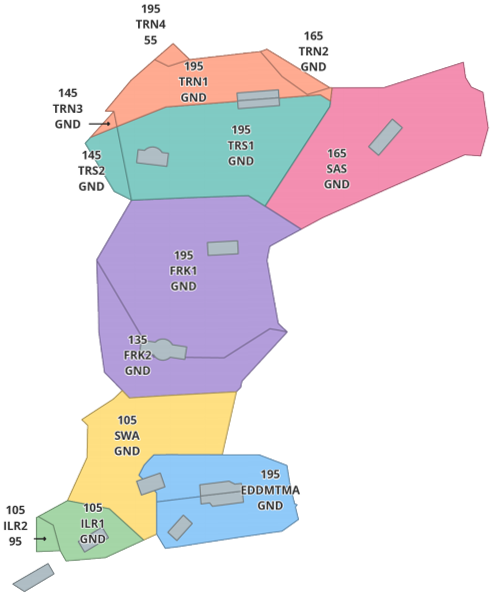 195
TRN4
55
165
TRN2
GND
195
TRN1
GND
145
TRN3
GND
195
TRS1
GND
145
TRS2
GND
165
SAS
GND
195
FRK1
GND
135
FRK2
GND
105
SWA
GND
195
EDDMTMA
GND
105
ILR1
GND
105
ILR2
95